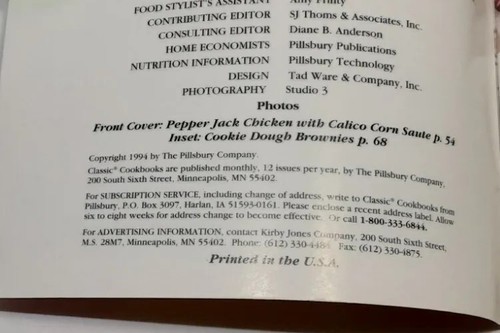 FOOD STYLIST'S ASSISTANT Amy Prutty
CONTRIBUTING EDITOR SJ Thoms & Associates, Inc.
CONSULTING EDITOR Diane B. Anderson
HOME ECONOMISTS Pillsbury Publications
NUTRITION INFORMATION Pillsbury Technology
DESIGN Tad Ware & Company, Inc.
PHOTOGRAPHY Studio 3
Photos
Front Cover: Pepper Jack Chicken with Calico Corn Saute p. 54
Inset: Cookie Dough Brownies p. 68
Copyright 1994 by The Pillsbury Company.
Classic® Cookbooks are published monthly, 12 issues per year, by The Pillsbury Company,
200 South Sixth Street, Minneapolis, MN 55402.
For SUBSCRIPTION SERVICE, including change of address, write to Classic® Cookbooks from
Pillsbury, P.O. Box 3097, Harlan, IA 51593-0161. Please enclose a recent address label. Allow
six to eight weeks for address change to become effective. Or call 1-800-333-6844.
For ADVERTISING INFORMATION, contact Kirby Jones Company, 200 South Sixth Street,
M.S. 28M7, Minneapolis, MN 55402. Phone: (612) 330-4484 Fax: (612) 330-4875.
Printed in the U.S.A.